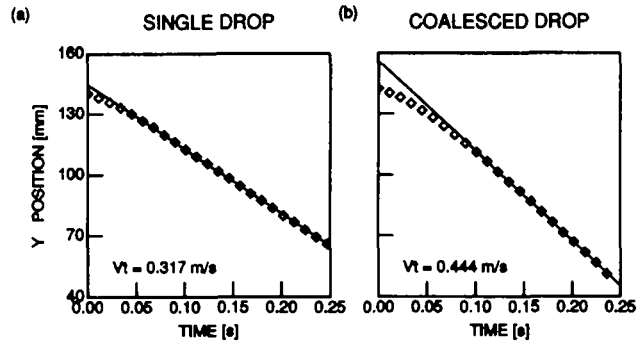 (a) SINGLE DROP
(b) COALESCED DROP
Y POSITION [mm]
160
130
100
70
40
Vt = 0.317 m/s
Vt = 0.444 m/s
0.00 0.05 0.10 0.15 0.20 0.25
0.00 0.05 0.10 0.15 0.20 0.25
TIME [s]
TIME [s]